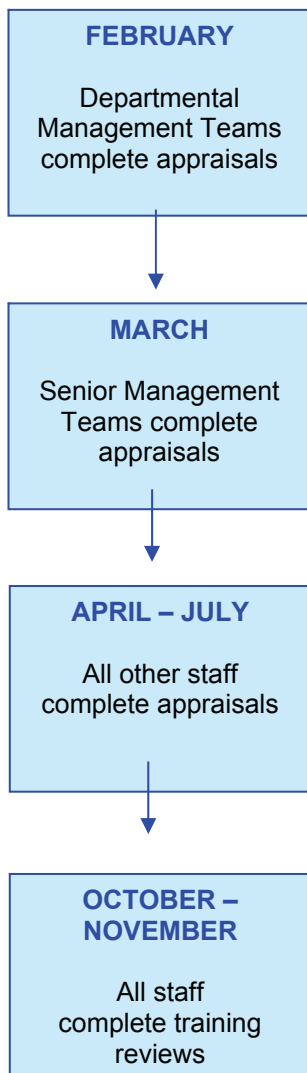 FEBRUARY
Departmental
Management Teams
complete appraisals
MARCH
Senior Management
Teams complete
appraisals
APRIL – JULY
All other staff
complete appraisals
OCTOBER –
NOVEMBER
All staff
complete training
reviews